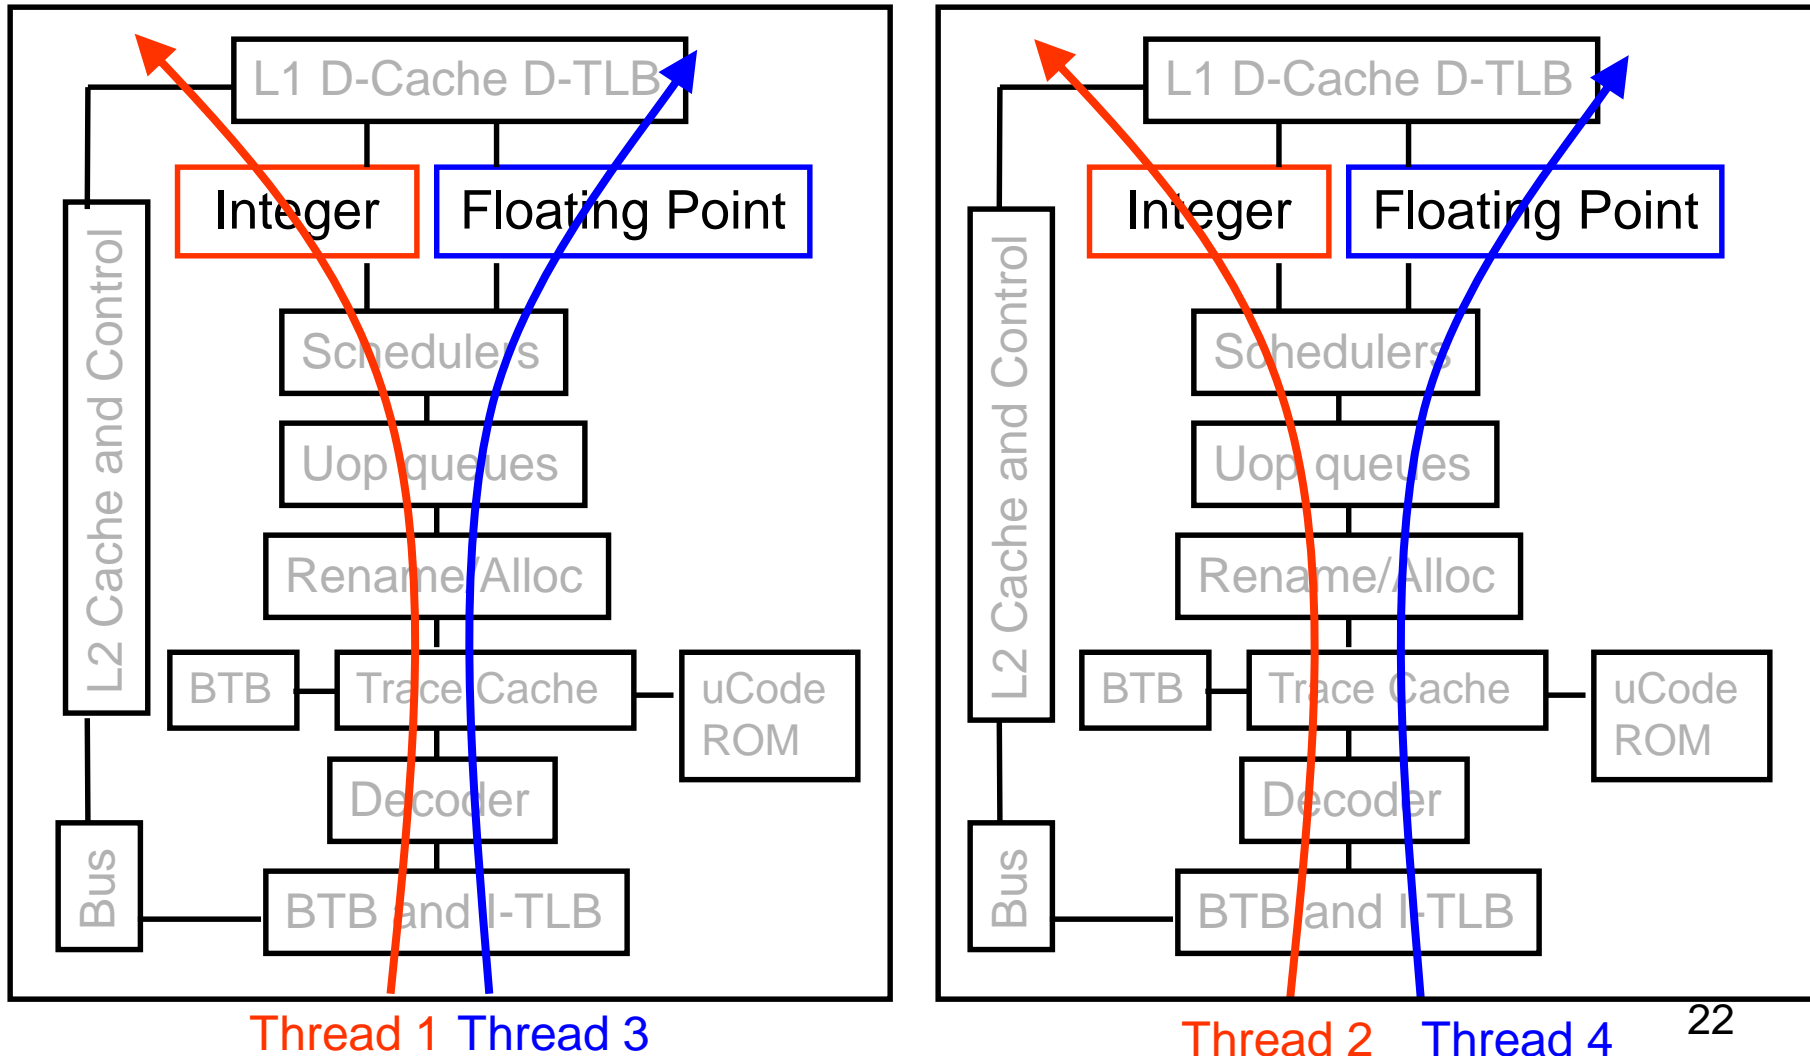 L1 D-Cache D-TLB
Integer
Floating Point
L2 Cache and Control
Schedulers
Uop queues
Rename/Alloc
BTB
Trace Cache
uCode
ROM
Decoder
Bus
BTB and I-TLB
Thread 1
Thread 3
L1 D-Cache D-TLB
Integer
Floating Point
L2 Cache and Control
Schedulers
Uop queues
Rename/Alloc
BTB
Trace Cache
uCode
ROM
Decoder
Bus
BTB and I-TLB
Thread 2
Thread 4
22